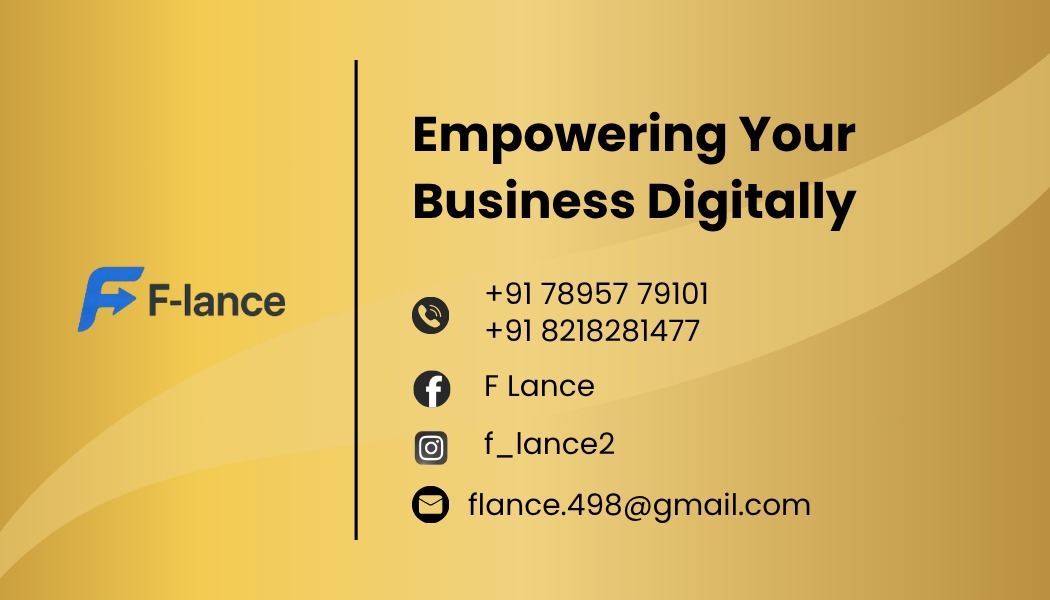 F-lance
Empowering Your
Business Digitally
+91 78957 79101
+91 8218281477
F Lance
f_lance2
flance.498@gmail.com